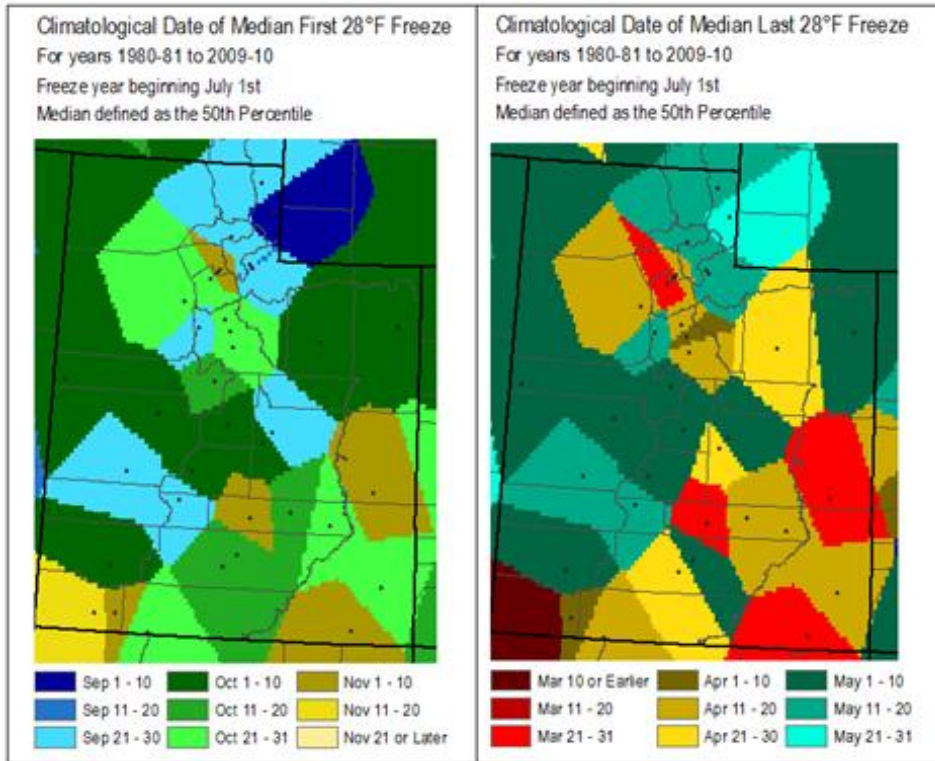 Climatological Date of Median First 28°F Freeze
For years 1980-81 to 2009-10
Freeze year beginning July 1st
Median defined as the 50th Percentile
Sep 1 - 10
Oct 1 - 10
Nov 1 - 10
Sep 11 - 20
Oct 11 - 20
Nov 11 - 20
Sep 21 - 30
Oct 21 - 31
Nov 21 or Later
Climatological Date of Median Last 28°F Freeze
For years 1980-81 to 2009-10
Freeze year beginning July 1st
Median defined as the 50th Percentile
Mar 10 or Earlier
Apr 1 - 10
May 1 - 10
Mar 11 - 20
Apr 11 - 20
May 11 - 20
Mar 21 - 31
Apr 21 - 30
May 21 - 31